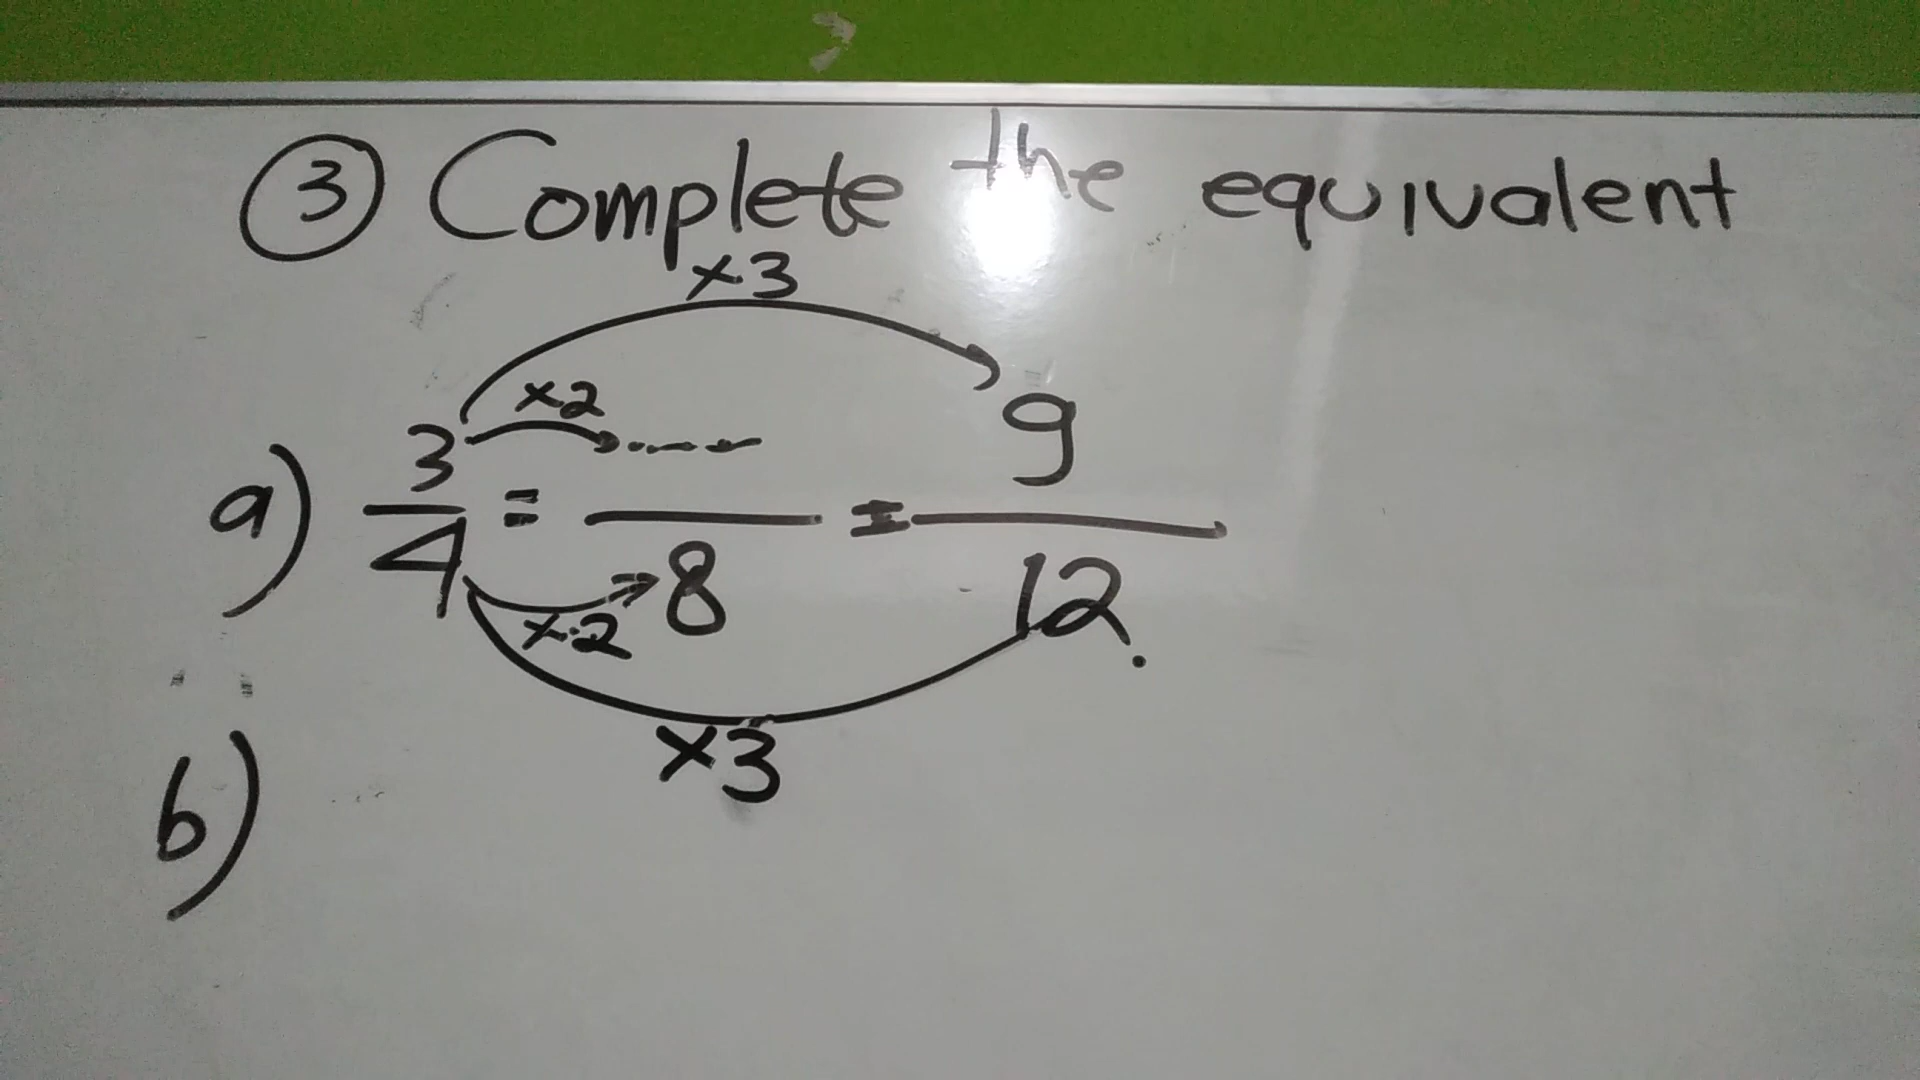 ③ Complete the equivalent
×3
×2
a) 3/4 = ..../8 = 9/12.
×2
×3
b)